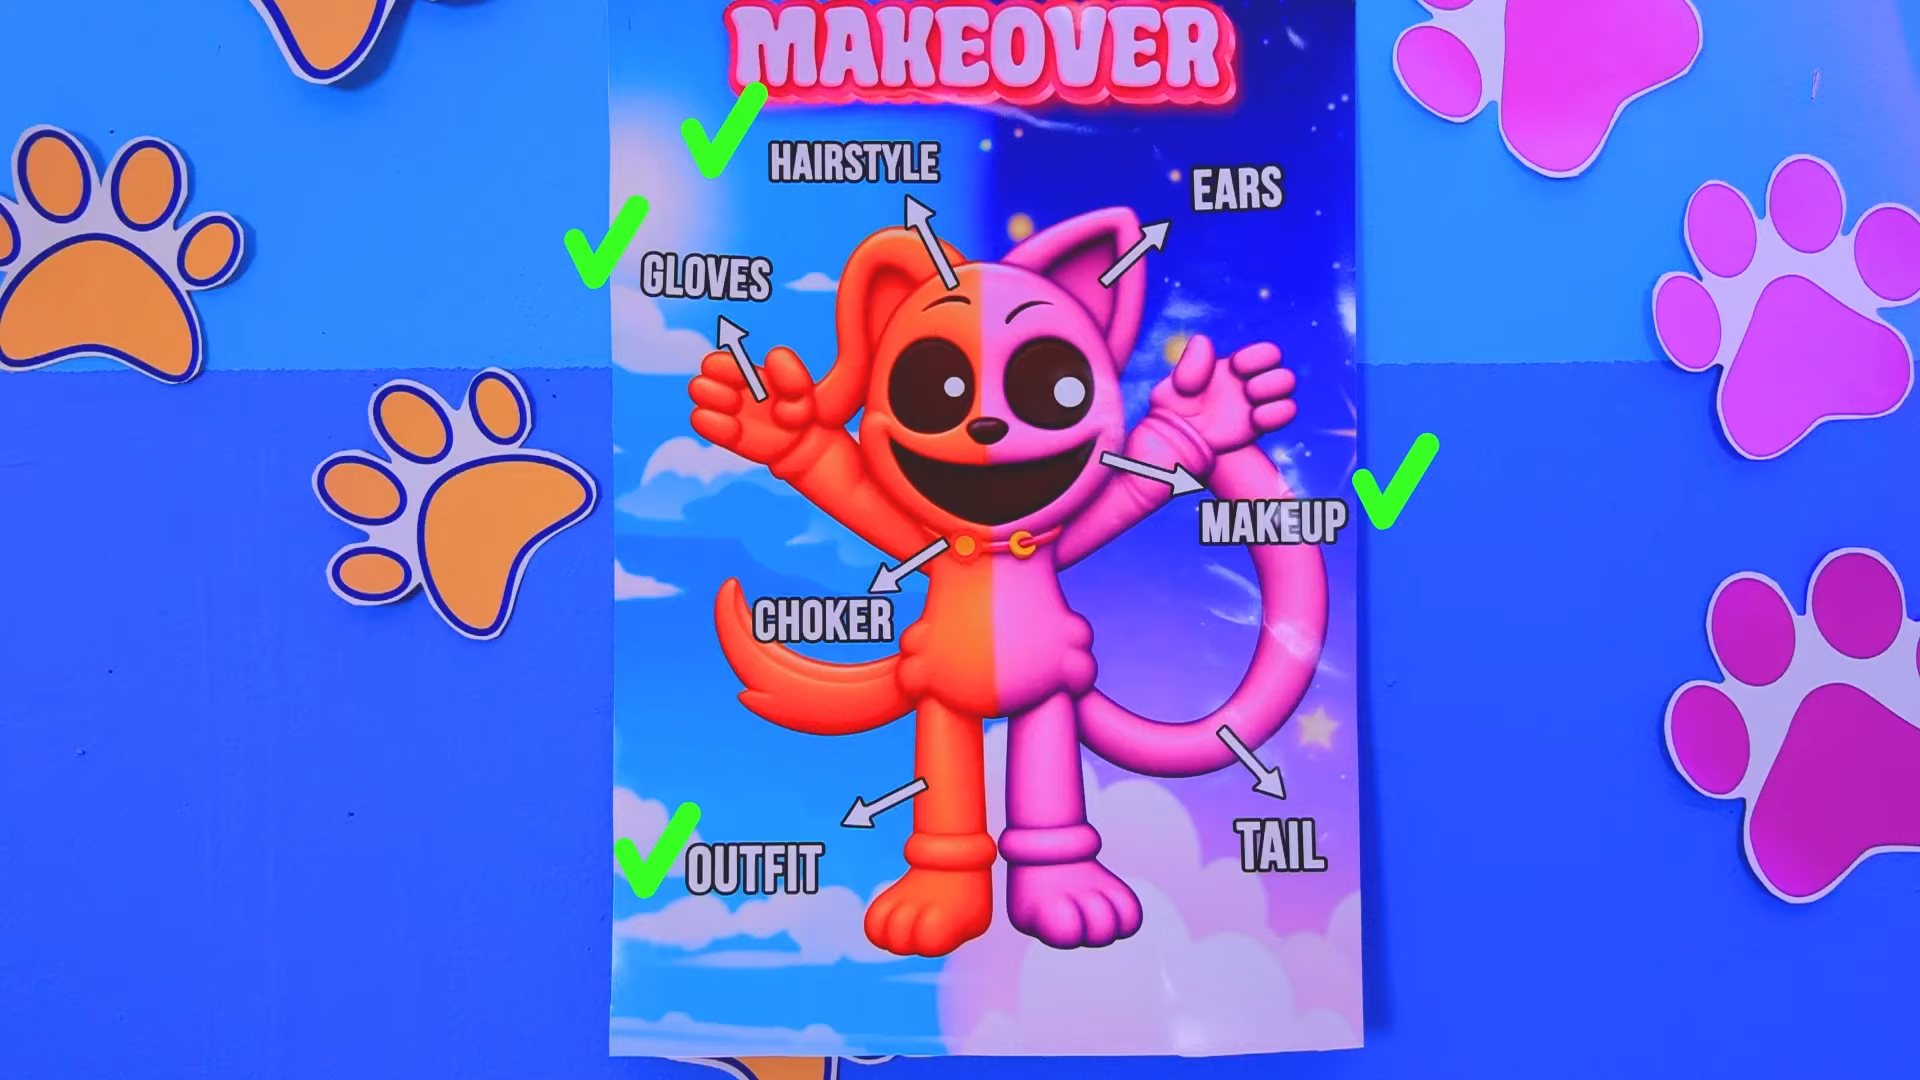 MAKEOVER
HAIRSTYLE
EARS
GLOVES
MAKEUP
CHOKER
OUTFIT
TAIL